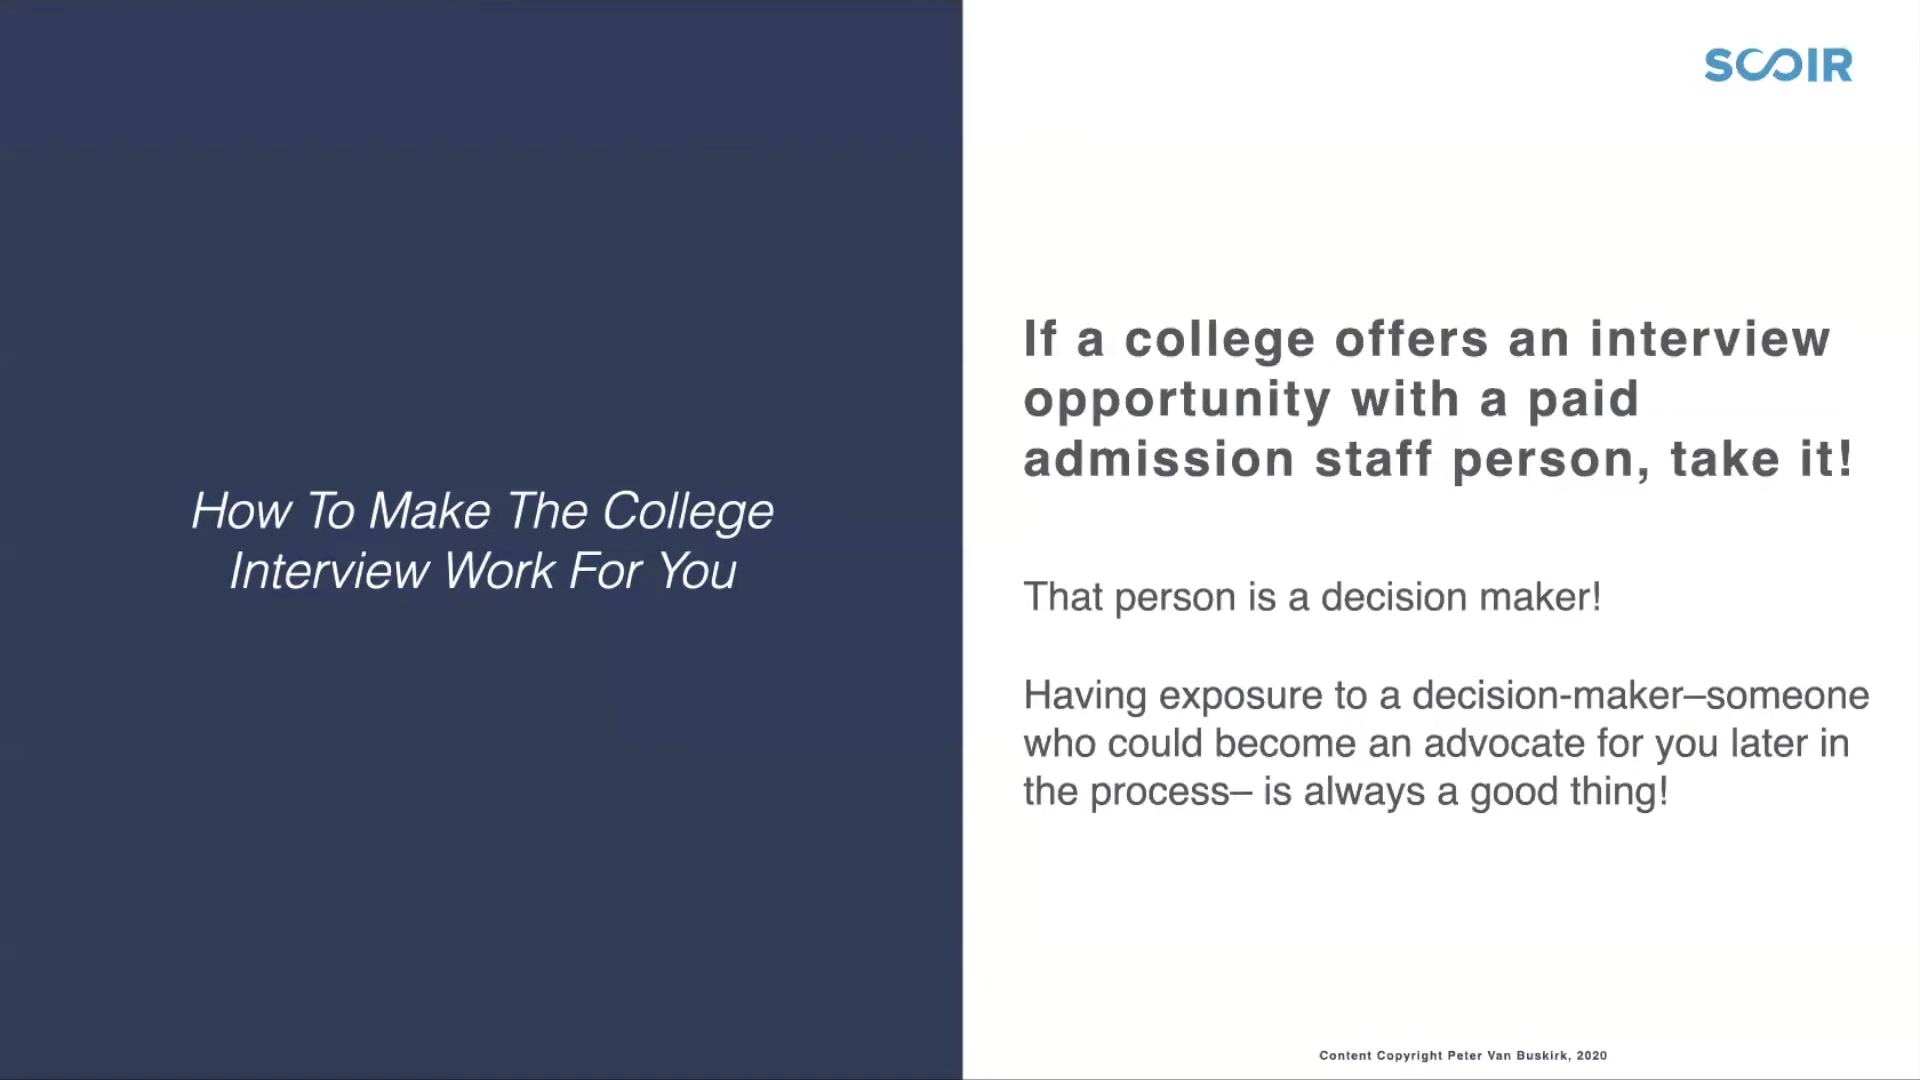 SCOIR
How To Make The College
Interview Work For You
If a college offers an interview
opportunity with a paid
admission staff person, take it!
That person is a decision maker!
Having exposure to a decision-maker–someone
who could become an advocate for you later in
the process– is always a good thing!
Content Copyright Peter Van Buskirk, 2020